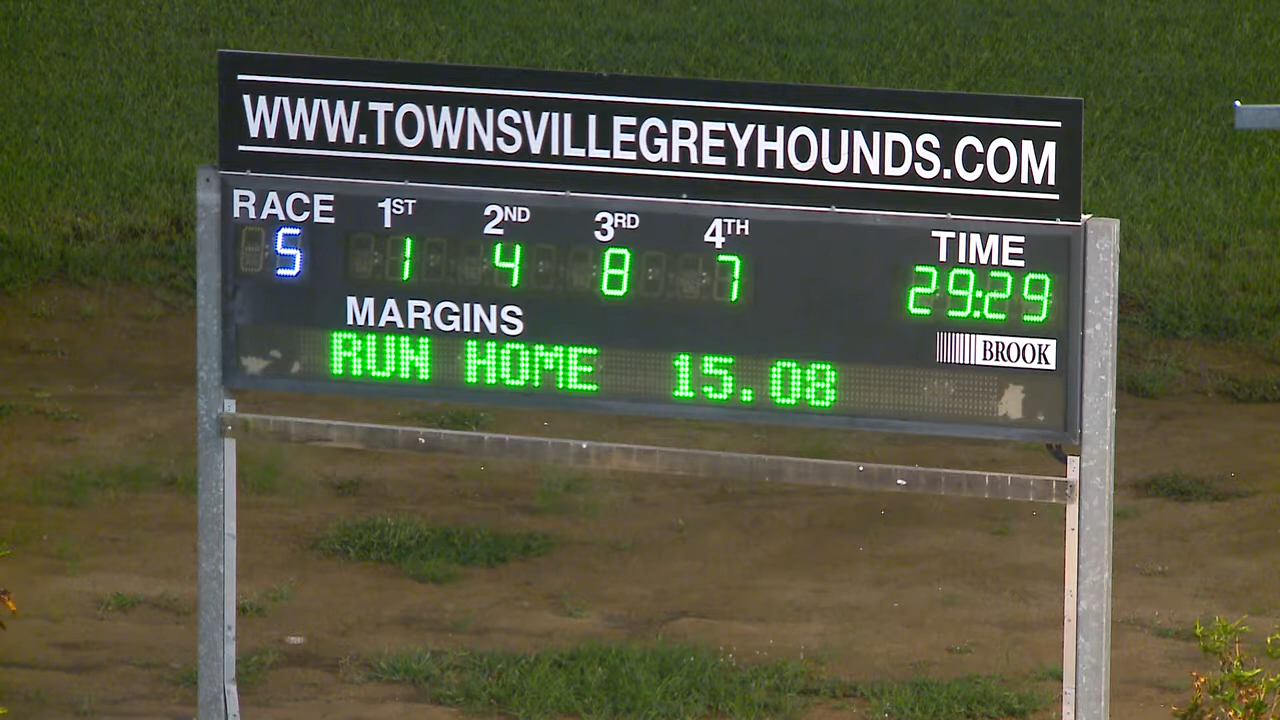 WWW.TOWNSVILLEGREYHOUNDS.COM
RACE 1ST 2ND 3RD 4TH TIME
5 1 4 8 7 29:29
MARGINS
BROOK
RUN HOME 15.08